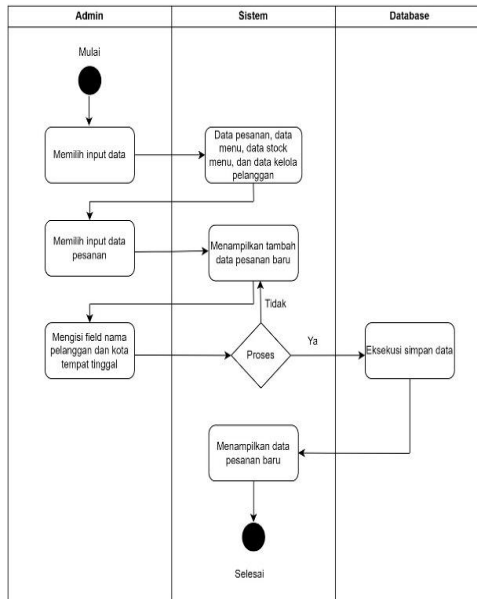 Admin
Sistem
Database
Mulai
Memilih input data
Data pesanan, data
menu, data stock
menu, dan data kelola
pelanggan
Memilih input data
pesanan
Menampilkan tambah
data pesanan baru
Tidak
Mengisi field nama
pelanggan dan kota
tempat tinggal
Proses
Ya
Eksekusi simpan data
Menampilkan data
pesanan baru
Selesai